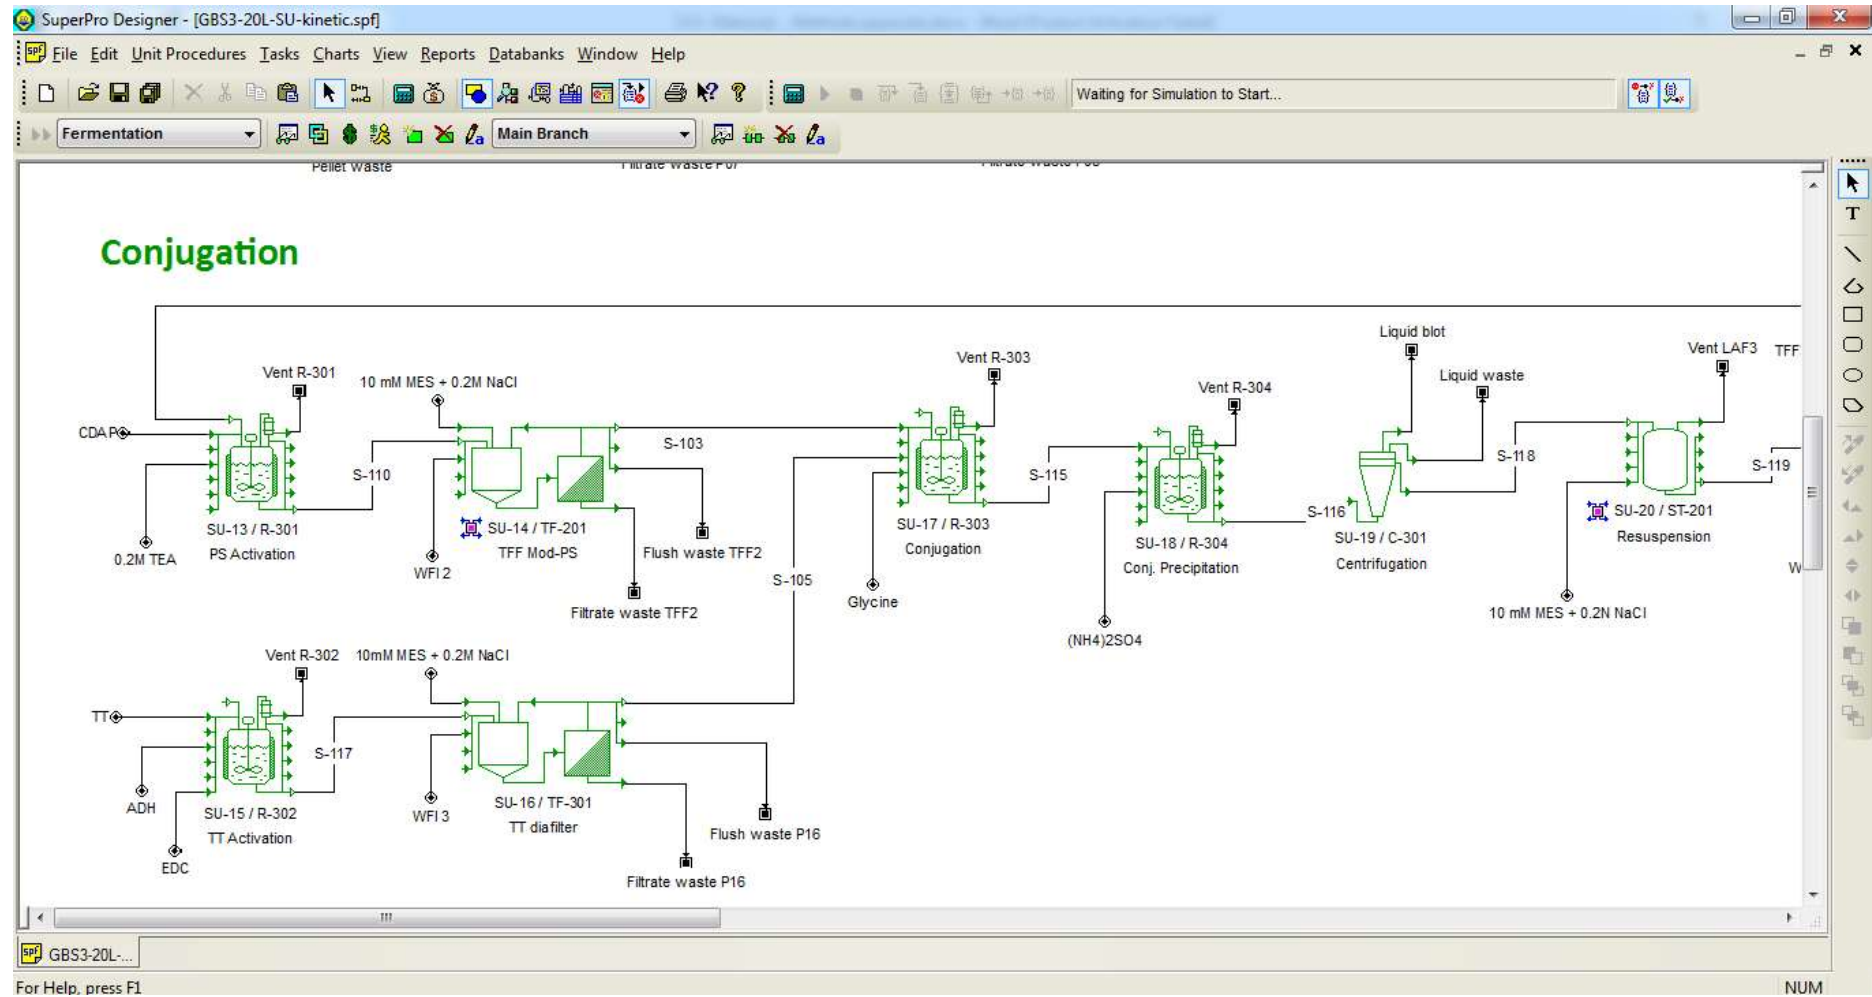 SuperPro Designer - [GBS3-20L-SU-kinetic.spf]
File Edit Unit Procedures Tasks Charts View Reports Databanks Window Help
Waiting for Simulation to Start...
Fermentation
Main Branch
Pellet waste
Filtrate waste P07
Conjugation
Liquid blot
Vent R-303
Vent LAF3
TFF
Vent R-301
10 mM MES + 0.2M NaCl
Vent R-304
Liquid waste
CDAP
S-103
S-110
S-115
S-118
S-119
SU-14 / TF-201
TFF Mod-PS
SU-13 / R-301
PS Activation
0.2M TEA
WFI 2
Flush waste TFF2
Filtrate waste TFF2
SU-17 / R-303
Conjugation
S-105
Glycine
SU-18 / R-304
Conj. Precipitation
(NH4)2SO4
S-116
SU-19 / C-301
Centrifugation
SU-20 / ST-201
Resuspension
W
10 mM MES + 0.2N NaCl
Vent R-302
10mM MES + 0.2M NaCl
TT
S-117
ADH
SU-15 / R-302
TT Activation
EDC
WFI 3
SU-16 / TF-301
TT diafilter
Flush waste P16
Filtrate waste P16
GBS3-20L-...
For Help, press F1
NUM